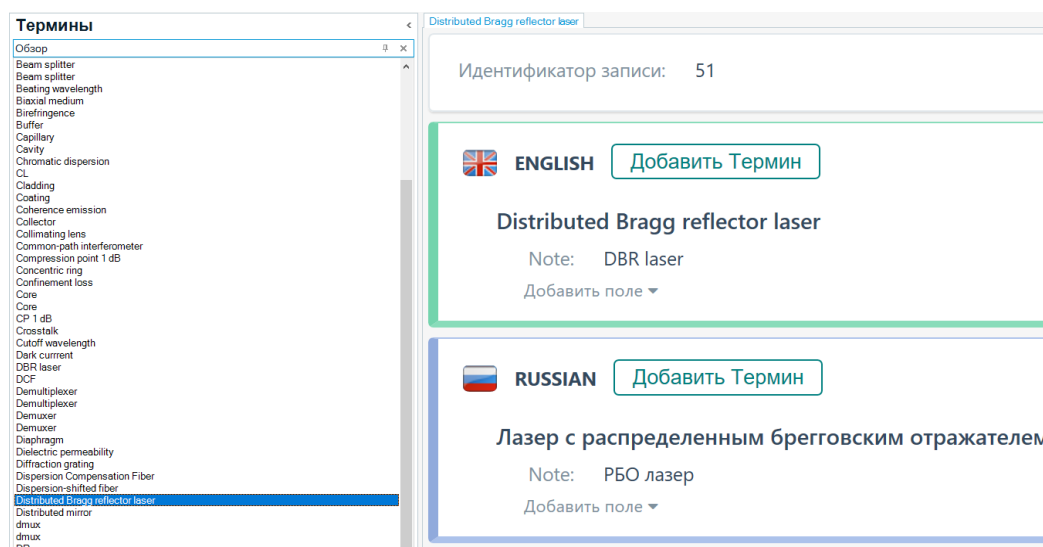 Термины
Обзор
Beam splitter
Beam splitter
Beating wavelength
Biaxial medium
Birefringence
Buffer
Capillary
Cavity
Chromatic dispersion
CL
Cladding
Coating
Coherence emission
Collector
Collimating lens
Common-path interferometer
Compression point 1 dB
Concentric ring
Confinement loss
Core
Core
CP 1 dB
Crosstalk
Cutoff wavelength
Dark currrent
DBR laser
DCF
Demultiplexer
Demultiplexer
Demuxer
Demuxer
Diaphragm
Dielectric permeability
Diffraction grating
Dispersion Compensation Fiber
Dispersion-shifted fiber
Distributed Bragg reflector laser
Distributed mirror
dmux
dmux
Distributed Bragg reflector laser
Идентификатор записи: 51
ENGLISH Добавить Термин
Distributed Bragg reflector laser
Note: DBR laser
Добавить поле
RUSSIAN Добавить Термин
Лазер с распределенным брегговским отражателем
Note: РБО лазер
Добавить поле